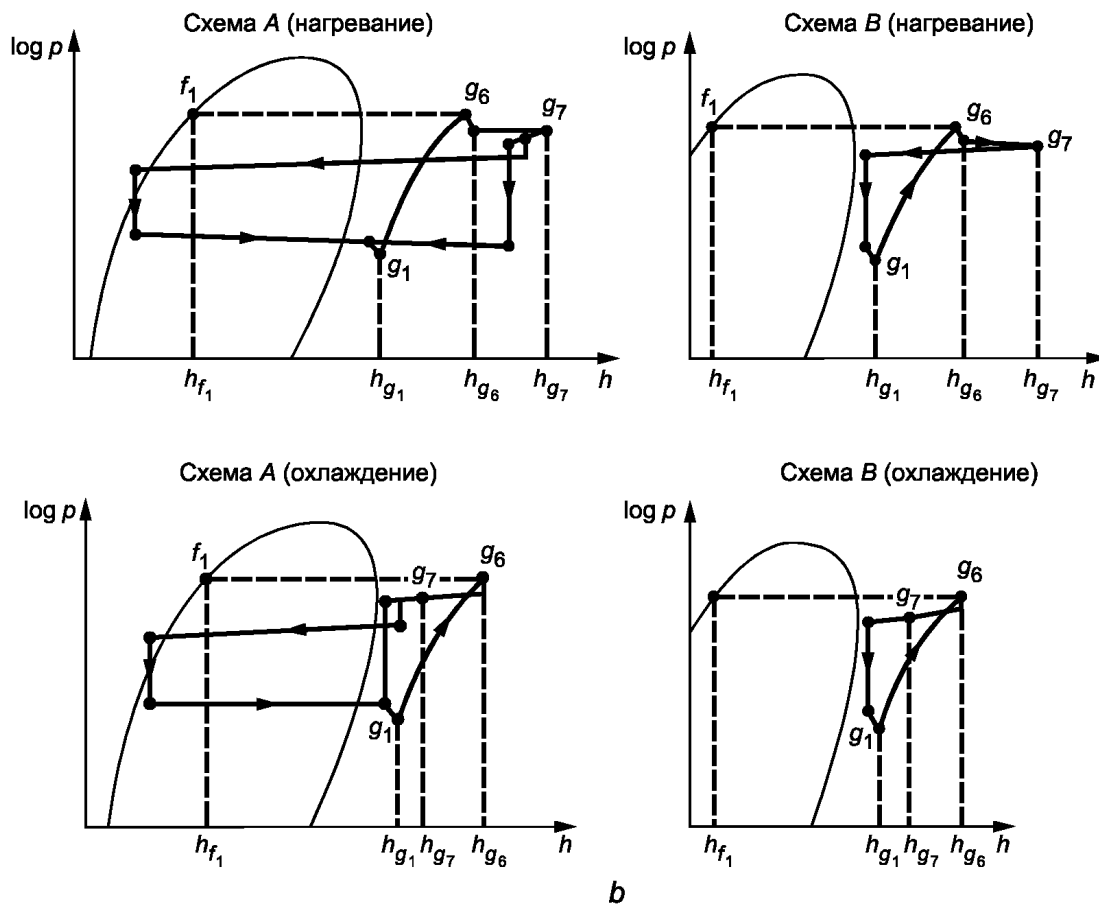 Схема A (нагревание)
log p
f1
g6
g7
g1
hf1
hg1
hg6
hg7
h
Схема B (нагревание)
log p
f1
g6
g7
g1
hf1
hg1
hg6
hg7
h
Схема A (охлаждение)
log p
f1
g7
g6
g1
hf1
hg1
hg7
hg6
h
Схема B (охлаждение)
log p
g6
g7
g1
hf1
hg1
hg7
hg6
h
b